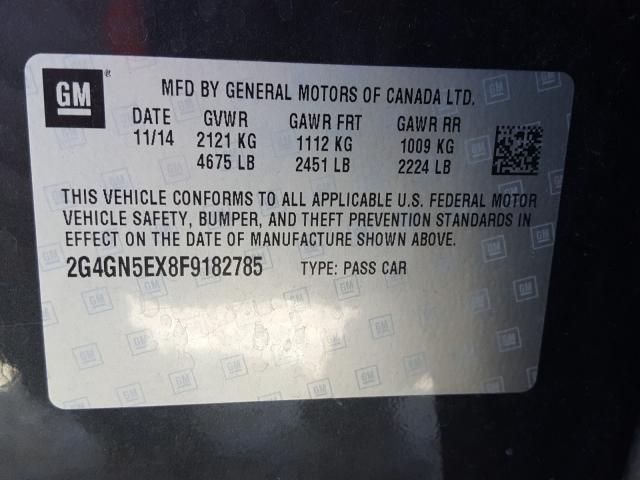 GM ® MFD BY GENERAL MOTORS OF CANADA LTD.
DATE GVWR GAWR FRT GAWR RR
11/14 2121 KG 1112 KG 1009 KG
4675 LB 2451 LB 2224 LB
THIS VEHICLE CONFORMS TO ALL APPLICABLE U.S. FEDERAL MOTOR
VEHICLE SAFETY, BUMPER, AND THEFT PREVENTION STANDARDS IN
EFFECT ON THE DATE OF MANUFACTURE SHOWN ABOVE.
2G4GN5EX8F9182785 TYPE: PASS CAR